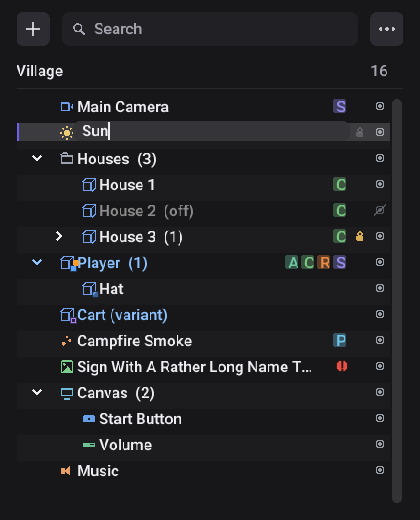 Search
Village 16
Main Camera S
Sun
Houses (3)
House 1 C
House 2 (off) C
House 3 (1) C
Player (1) A C R S
Hat
Cart (variant)
Campfire Smoke P
Sign With A Rather Long Name T...
Canvas (2)
Start Button
Volume
Music